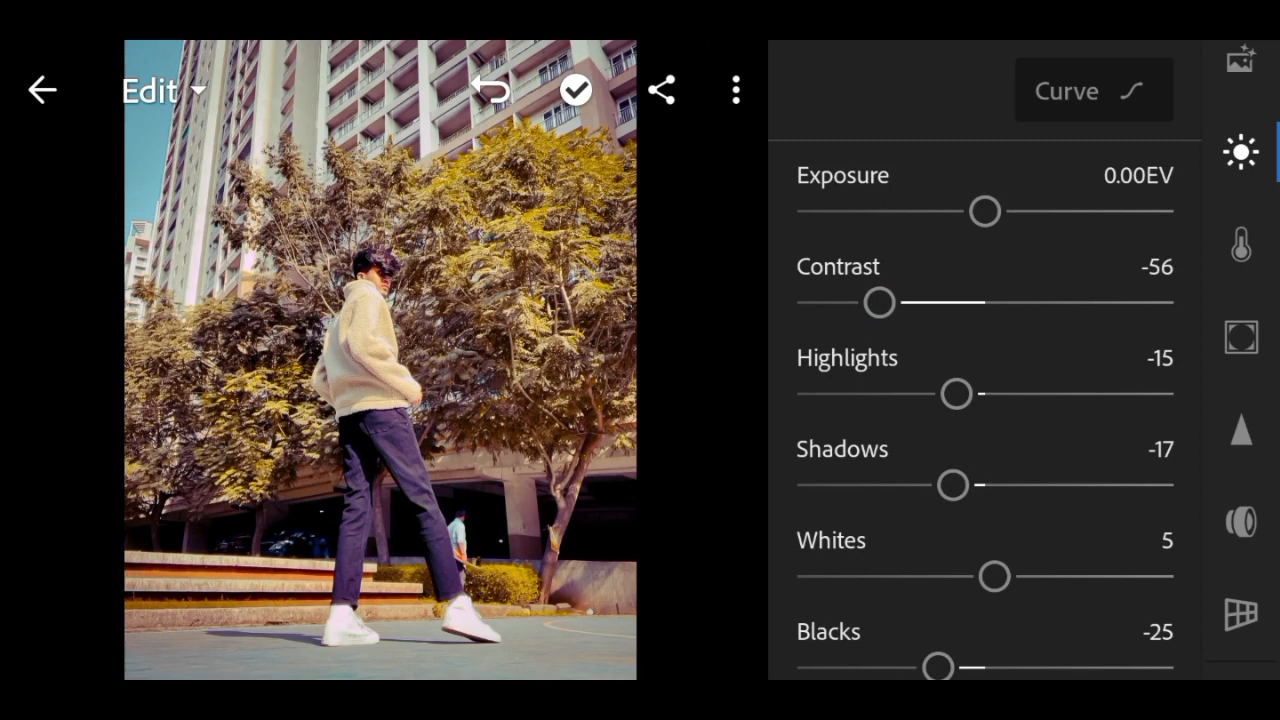 Edit
Curve
Exposure 0.00EV
Contrast -56
Highlights -15
Shadows -17
Whites 5
Blacks -25